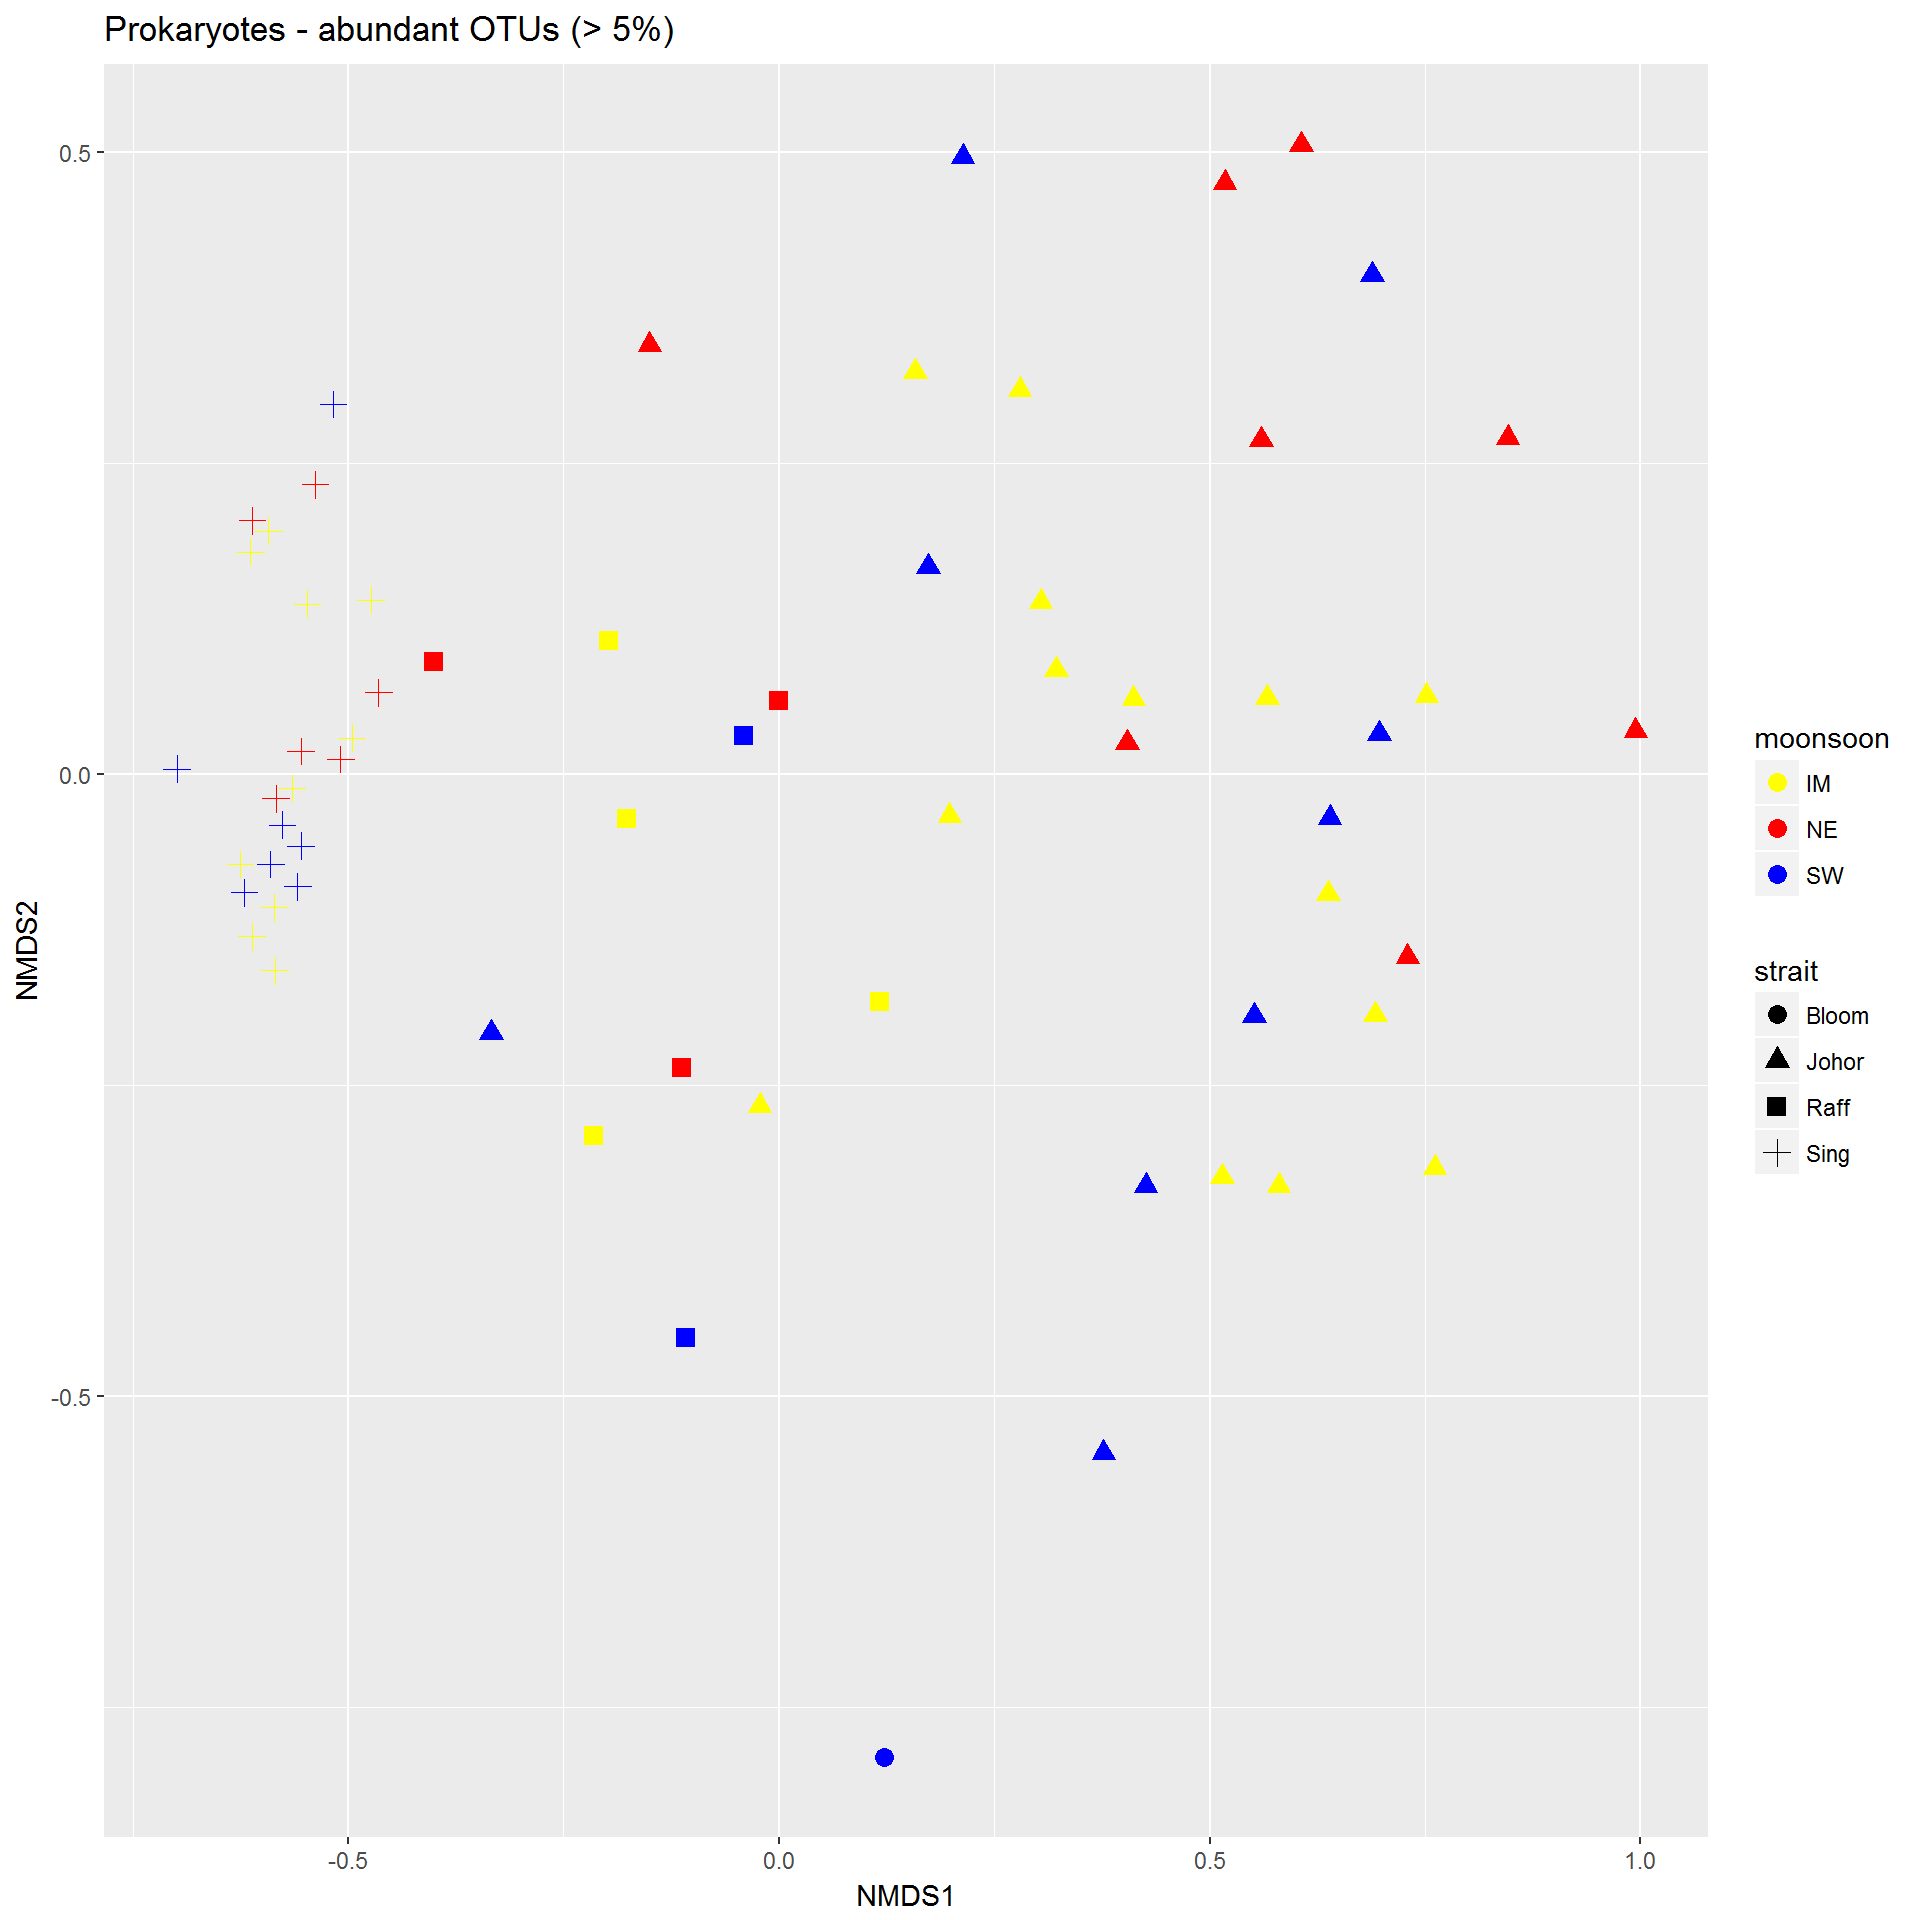 Prokaryotes - abundant OTUs (> 5%)
0.5
0.0
-0.5
NMDS2
-0.5
0.0
0.5
1.0
NMDS1
moonsoon
IM
NE
SW
strait
Bloom
Johor
Raff
Sing